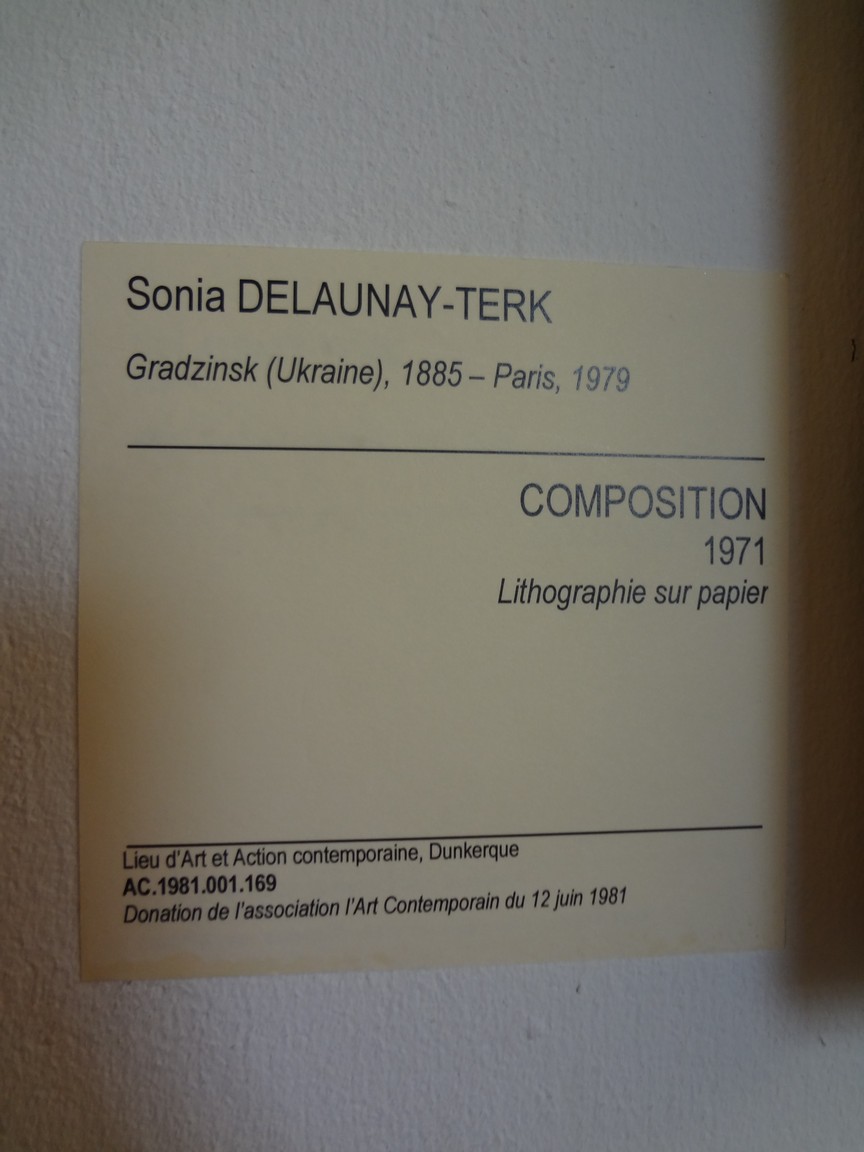 Sonia DELAUNAY-TERK
Gradzinsk (Ukraine), 1885 – Paris, 1979
COMPOSITION
1971
Lithographie sur papier
Lieu d'Art et Action contemporaine, Dunkerque
AC.1981.001.169
Donation de l'association l'Art Contemporain du 12 juin 1981